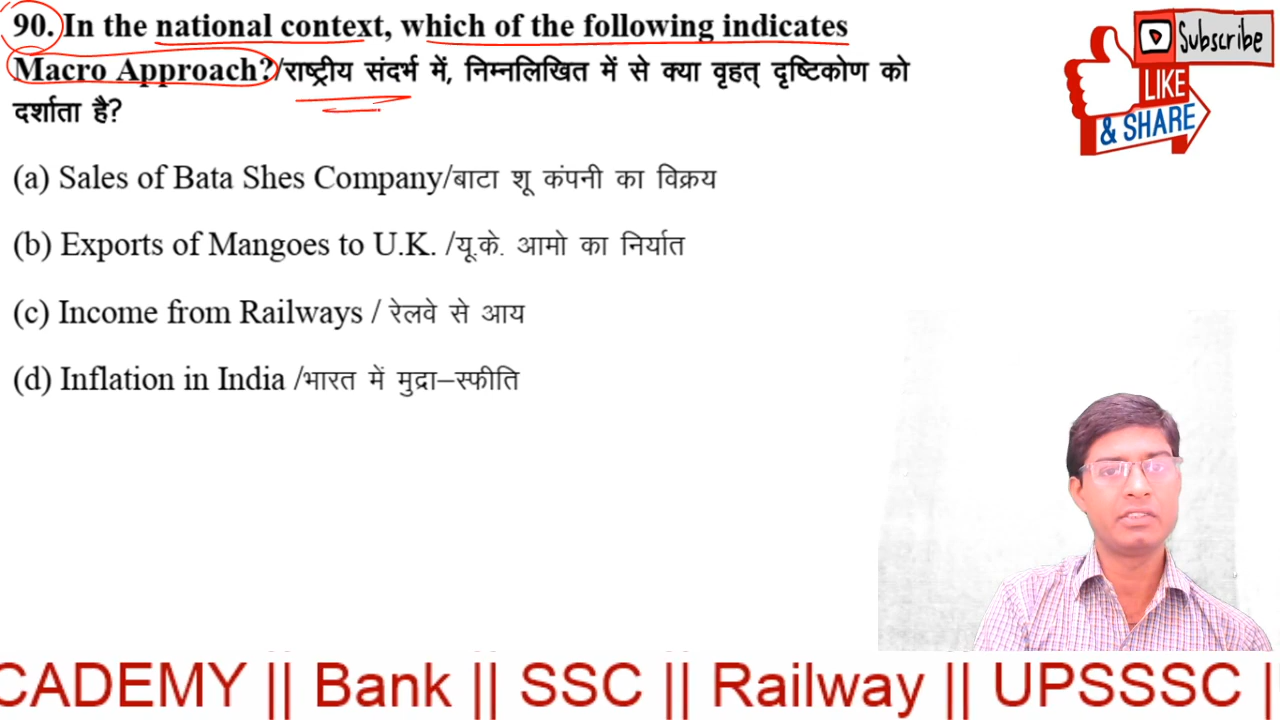 90. In the national context, which of the following indicates
Macro Approach?/राष्ट्रीय संदर्भ में, निम्नलिखित में से क्या वृहत् दृष्टिकोण को
दर्शाता है?
(a) Sales of Bata Shes Company/बाटा शू कंपनी का विक्रय
(b) Exports of Mangoes to U.K. /यू.के. आमो का निर्यात
(c) Income from Railways / रेलवे से आय
(d) Inflation in India /भारत में मुद्रा–स्फीति
Subscribe
LIKE
& SHARE
CADEMY || Bank || SSC || Railway || UPSSSC |